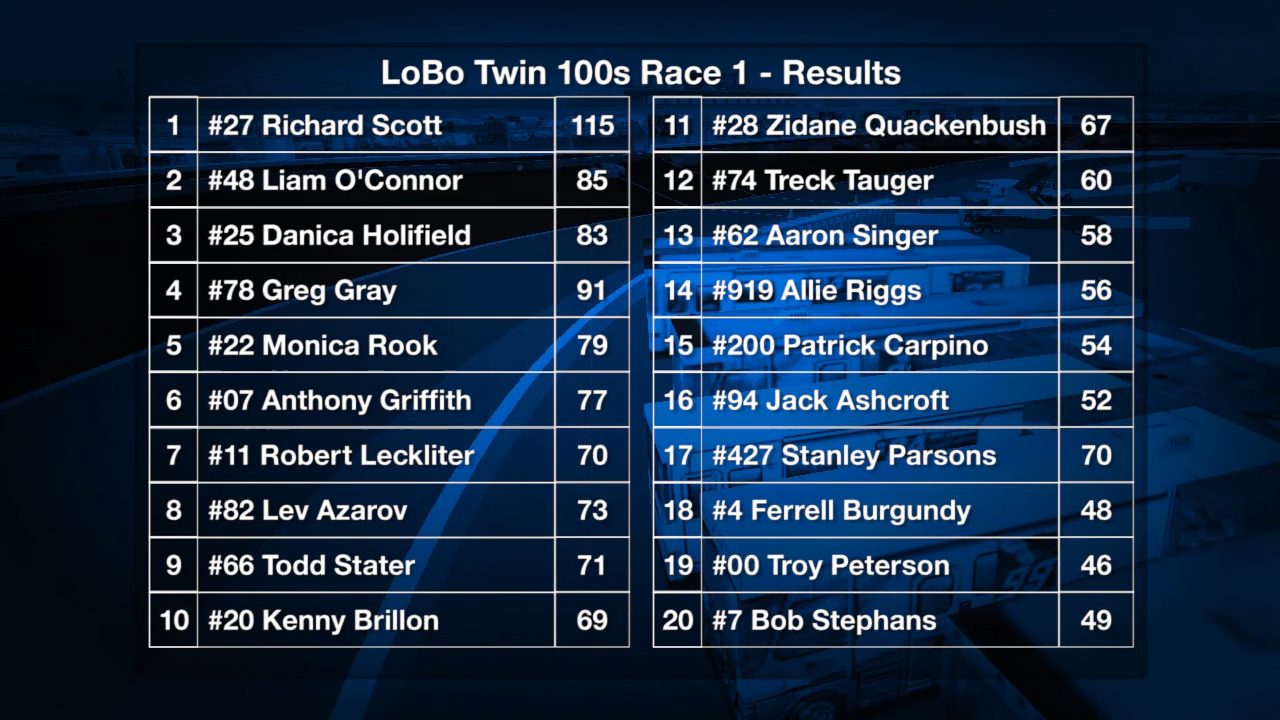 LoBo Twin 100s Race 1 - Results
1 #27 Richard Scott 115
2 #48 Liam O'Connor 85
3 #25 Danica Holifield 83
4 #78 Greg Gray 91
5 #22 Monica Rook 79
6 #07 Anthony Griffith 77
7 #11 Robert Leckliter 70
8 #82 Lev Azarov 73
9 #66 Todd Stater 71
10 #20 Kenny Brillon 69
11 #28 Zidane Quackenbush 67
12 #74 Treck Tauger 60
13 #62 Aaron Singer 58
14 #919 Allie Riggs 56
15 #200 Patrick Carpino 54
16 #94 Jack Ashcroft 52
17 #427 Stanley Parsons 70
18 #4 Ferrell Burgundy 48
19 #00 Troy Peterson 46
20 #7 Bob Stephans 49